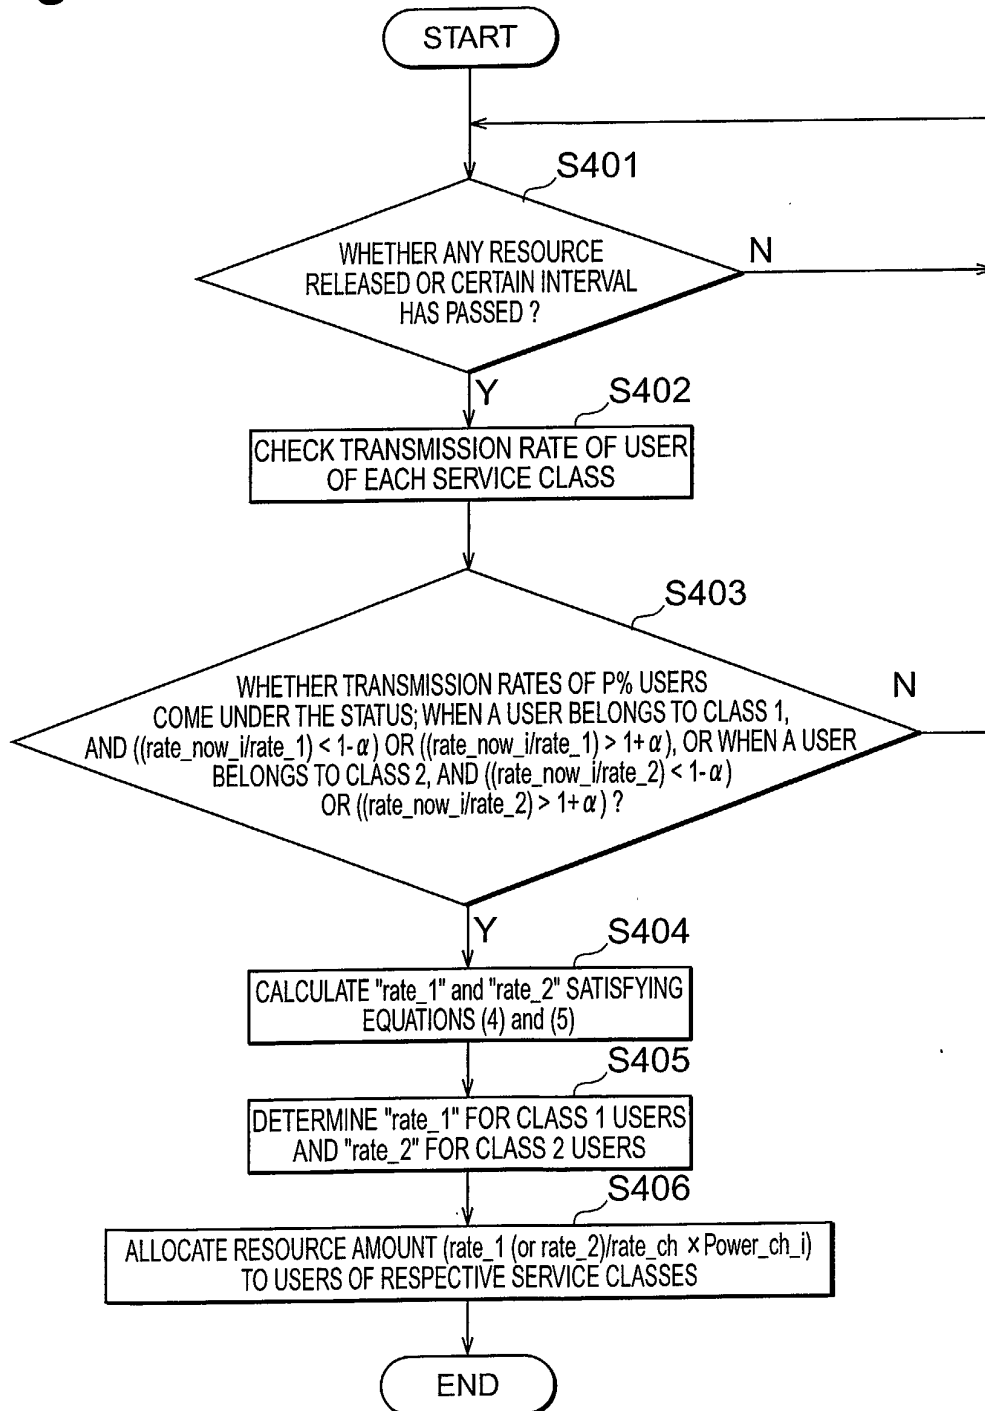 START
S401
WHETHER ANY RESOURCE
RELEASED OR CERTAIN INTERVAL
HAS PASSED ?
N
Y
S402
CHECK TRANSMISSION RATE OF USER
OF EACH SERVICE CLASS
S403
WHETHER TRANSMISSION RATES OF P% USERS
COME UNDER THE STATUS; WHEN A USER BELONGS TO CLASS 1,
AND ((rate_now_i/rate_1) < 1-α) OR ((rate_now_i/rate_1) > 1+α), OR WHEN A USER
BELONGS TO CLASS 2, AND ((rate_now_i/rate_2) < 1-α)
OR ((rate_now_i/rate_2) > 1+α) ?
N
Y
S404
CALCULATE "rate_1" and "rate_2" SATISFYING
EQUATIONS (4) and (5)
S405
DETERMINE "rate_1" FOR CLASS 1 USERS
AND "rate_2" FOR CLASS 2 USERS
S406
ALLOCATE RESOURCE AMOUNT (rate_1 (or rate_2)/rate_ch ×Power_ch_i)
TO USERS OF RESPECTIVE SERVICE CLASSES
END